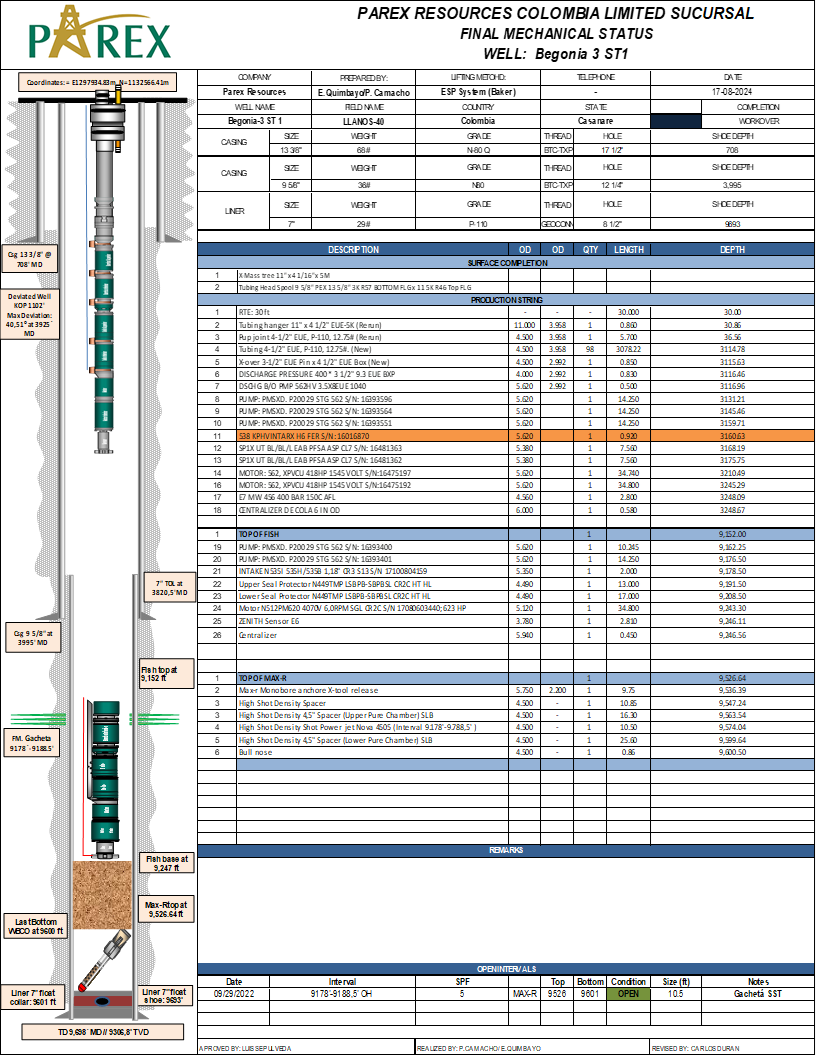 PAREX
PAREX RESOURCES COLOMBIA LIMITED SUCURSAL
FINAL MECHANICAL STATUS
WELL: Begonia 3 ST1
Coordinates: = E1297934.83m, N=1132566.41m
COMPANY PREPARED BY: LIFTING METOHD: TELEPHONE DATE
Parex Resources E.Quimbayo/P. Camacho ESP System (Baker) - 17-08-2024
WELL NAME FIELD NAME COUNTRY STATE COMPLETION
Begonia-3 ST 1 LLANOS-40 Colombia Casanare WORKOVER
CASING SIZE WEIGHT GRADE THREAD HOLE SHOE DEPTH
13 3/8" 68# N-80 Q BTC-TXP 17 1/2" 708
CASING SIZE WEIGHT GRADE THREAD HOLE SHOE DEPTH
9 5/8" 36# N80 BTC-TXP 12 1/4" 3,995
LINER SIZE WEIGHT GRADE THREAD HOLE SHOE DEPTH
7" 29# P-110 GEOCONN 8 1/2" 9693
DESCRIPTION OD OD QTY LENGTH DEPTH
SURFACE COMPLETION
1 X-Mass tree 11" x 4 1/16" x 5M
2 Tubing Head Spool 9 5/8" PEX 13 5/8" 3K R57 BOTTOM FLG x 11 5K R46 Top FLG
PRODUCTION STRING
1 RTE: 30 ft - - - 30.000 30.00
2 Tubing hanger 11" x 4 1/2" EUE-5K (Rerun) 11.000 3.958 1 0.860 30.86
3 Pup joint 4-1/2" EUE, P-110, 12.75# (Rerun) 4.500 3.958 1 5.700 36.56
4 Tubing 4-1/2" EUE, P-110, 12.75#. (New) 4.500 3.958 98 3078.22 3114.78
5 X-over 3-1/2" EUE Pin x 4 1/2" EUE Box (New) 4.500 2.992 1 0.850 3115.63
6 DISCHARGE PRESSURE 400 * 3 1/2" 9.3 EUE BXP 4.000 2.992 1 0.830 3116.46
7 DSCHG B/O PMP 562HV 3.5X8EUE 1040 5.620 2.992 1 0.500 3116.96
8 PUMP: PMSXD. P20029 STG 562 S/N: 16393596 5.620 1 14.250 3131.21
9 PUMP: PMSXD. P20029 STG 562 S/N: 16393564 5.620 1 14.250 3145.46
10 PUMP: PMSXD. P20029 STG 562 S/N: 16393551 5.620 1 14.250 3159.71
11 538 KPHVINTARX H6 FER S/N: 16016870 5.620 1 0.920 3160.63
12 SP1X UT BL/BL/L EAB PFSA ASP CL7 S/N: 16481363 5.380 1 7.560 3168.19
13 SP1X UT BL/BL/L EAB PFSA ASP CL7 S/N: 16481362 5.380 1 7.560 3175.75
14 MOTOR: 562, XPVCU 418HP 1545 VOLT S/N:16475197 5.620 1 34.740 3210.49
16 MOTOR: 562, XPVCU 418HP 1545 VOLT S/N:16475192 5.620 1 34.800 3245.29
17 E7 MW 456 400 BAR 150C AFL 4.560 1 2.800 3248.09
18 CENTRALIZER DE COLA 6 IN OD 6.000 1 0.580 3248.67
1 TOP OF FISH 1 9,152.00
19 PUMP: PMSXD. P20029 STG 562 S/N: 16393400 5.620 1 10.245 9,162.25
20 PUMP: PMSXD. P20029 STG 562 S/N: 16393401 5.620 1 14.250 9,176.50
21 INTAKE N535I 535H/535B 1,18" CR3 S13 S/N 17100804159 5.350 1 2.000 9,178.50
22 Upper Seal Protector N449TMP LSBPB-SBPBSL CR2C HT HL 4.490 1 13.000 9,191.50
23 Lower Seal Protector N449TMP LSBPB-SBPBSL CR2C HT HL 4.490 1 17.000 9,208.50
24 Motor N512PM620 4070V 6,0RPM SGL CR2C S/N 17080603440; 623 HP 5.120 1 34.800 9,243.30
25 ZENITH Sensor E6 3.780 1 2.810 9,246.11
26 Centralizer 5.940 1 0.450 9,246.56
1 TOP OF MAX-R 1 9,526.64
2 Max-r Monobore anchore X-tool release 5.750 2.200 1 9.75 9,536.39
3 High Shot Density Spacer 4.500 - 1 10.85 9,547.24
3 High Shot Density 4,5" Spacer (Upper Pure Chamber) SLB 4.500 - 1 16.30 9,563.54
4 High Shot Density Shot Power jet Nova 4505 (Interval 9.178'-9.788,5' ) 4.500 - 1 10.50 9,574.04
5 High Shot Density 4,5" Spacer (Lower Pure Chamber) SLB 4.500 - 1 25.60 9,599.64
6 Bull nose 4.500 - 1 0.86 9,600.50
REMARKS
OPEN INTERVALS
Date Interval SPF Top Bottom Condition Size (ft) Notes
09/29/2022 9178'-9188,5' OH 5 MAX-R 9526 9601 OPEN 10.5 Gachetá SST
APROVED BY: LUIS SEPULVEDA REALIZED BY: P.CAMACHO/ E.QUIMBAYO REVISED BY: CARLOS DURAN
Csg 13 3/8' @
708' MD
Deviated Well
KOP 1102'
Max Deviation:
40,51° at 3925´
MD
7" TOL at
3820,5' MD
Csg 9 5/8" at
3995' MD
Fish top at
9,152 ft
FM. Gacheta
9178´-9188.5'
Fish base at
9,247 ft
Max-R top at
9,526.64 ft
Last Bottom
WBCO at 9600 ft
Liner 7" float
collar: 9601 ft
Liner 7" float
shoe: 9693'
TD 9,698' MD // 9306,8' TVD